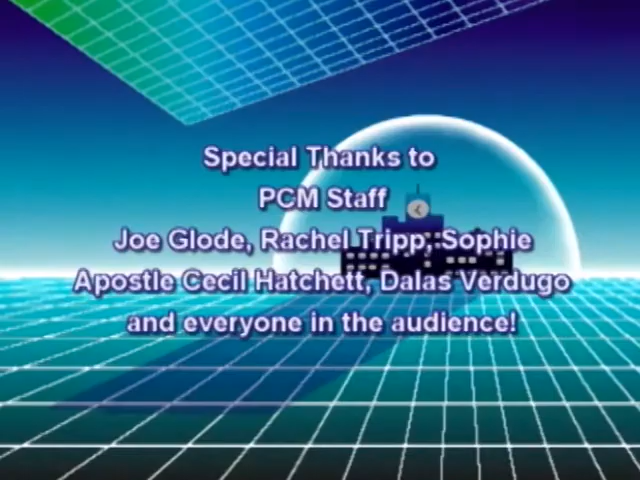 Special Thanks to
PCM Staff
Joe Glode, Rachel Tripp, Sophie
Apostle Cecil Hatchett, Dalas Verdugo
and everyone in the audience!